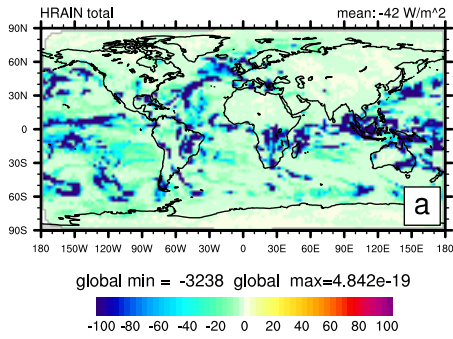 HRAIN total mean: -42 W/m^2
90N
60N
30N
0
30S
60S
90S
a
180 150W 120W 90W 60W 30W 0 30E 60E 90E 120E 150E 180
global min = -3238 global max=4.842e-19
-100 -80 -60 -40 -20 0 20 40 60 80 100